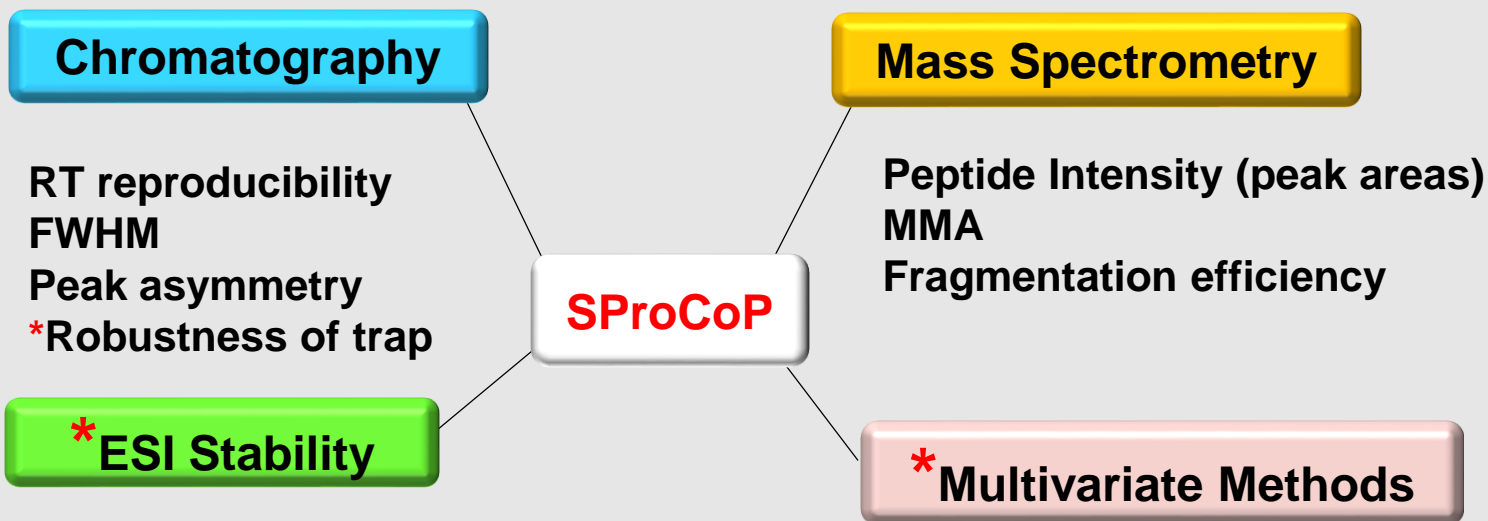 Chromatography
RT reproducibility
FWHM
Peak asymmetry
*Robustness of trap
Mass Spectrometry
Peptide Intensity (peak areas)
MMA
Fragmentation efficiency
SProCoP
*ESI Stability
*Multivariate Methods